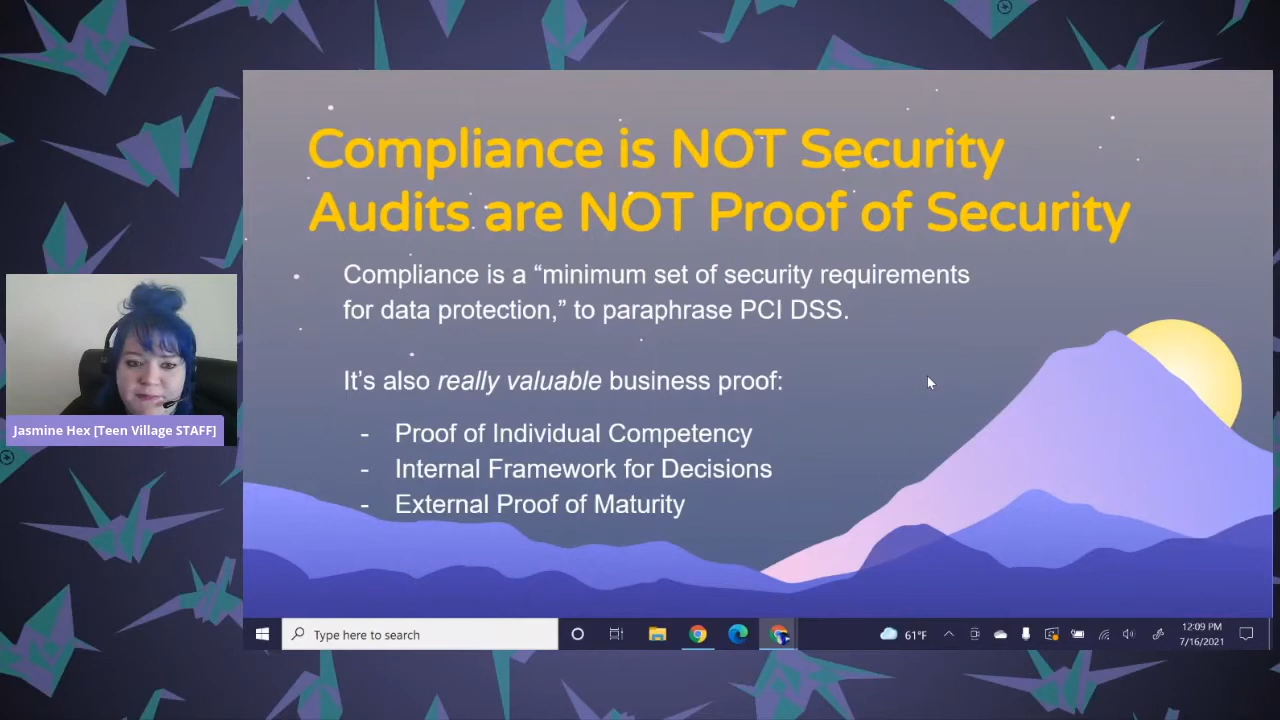 Compliance is NOT Security
Audits are NOT Proof of Security
Compliance is a “minimum set of security requirements
for data protection,” to paraphrase PCI DSS.
It’s also really valuable business proof:
- Proof of Individual Competency
- Internal Framework for Decisions
- External Proof of Maturity
Jasmine Hex [Teen Village STAFF]
Type here to search
61°F
12:09 PM
7/16/2021